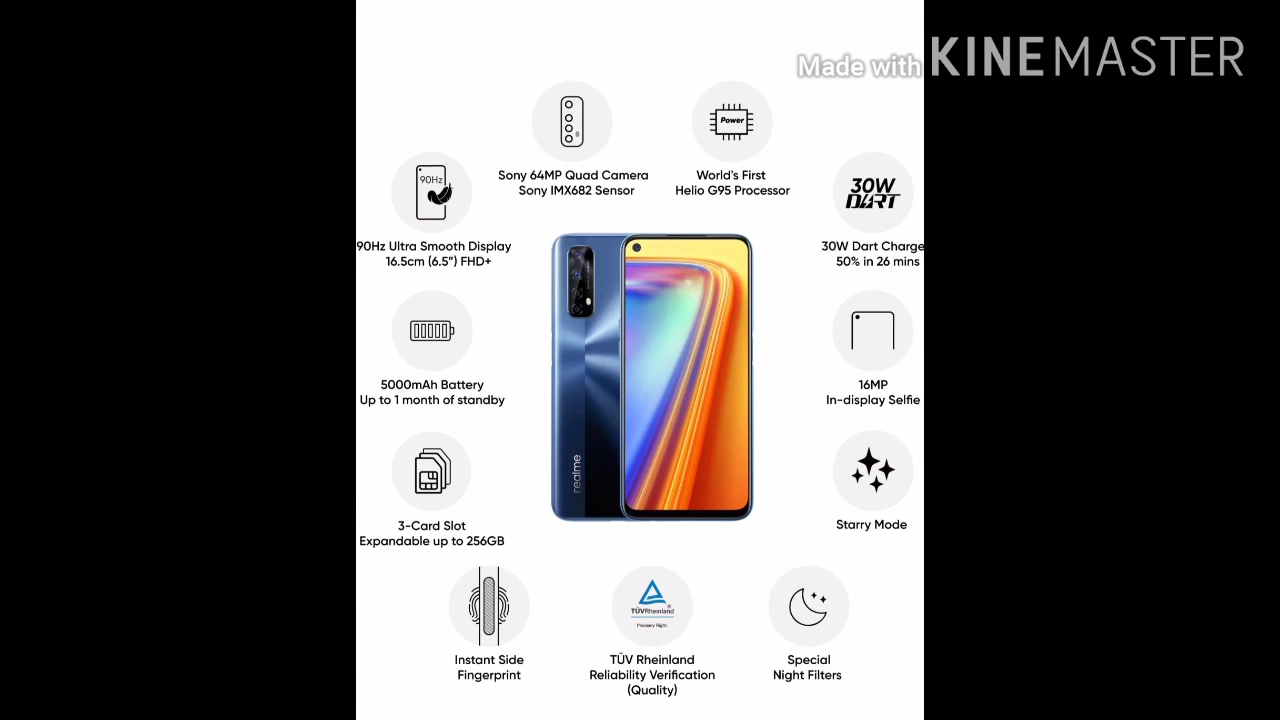 Made with KINEMASTER
Power
Sony 64MP Quad Camera
Sony IMX682 Sensor
World's First
Helio G95 Processor
90Hz
30W
DART
90Hz Ultra Smooth Display
16.5cm (6.5”) FHD+
30W Dart Charge
50% in 26 mins
5000mAh Battery
Up to 1 month of standby
16MP
In-display Selfie
realme
3-Card Slot
Expandable up to 256GB
Starry Mode
TÜVRheinland®
Precisely Right.
Instant Side
Fingerprint
TÜV Rheinland
Reliability Verification
(Quality)
Special
Night Filters